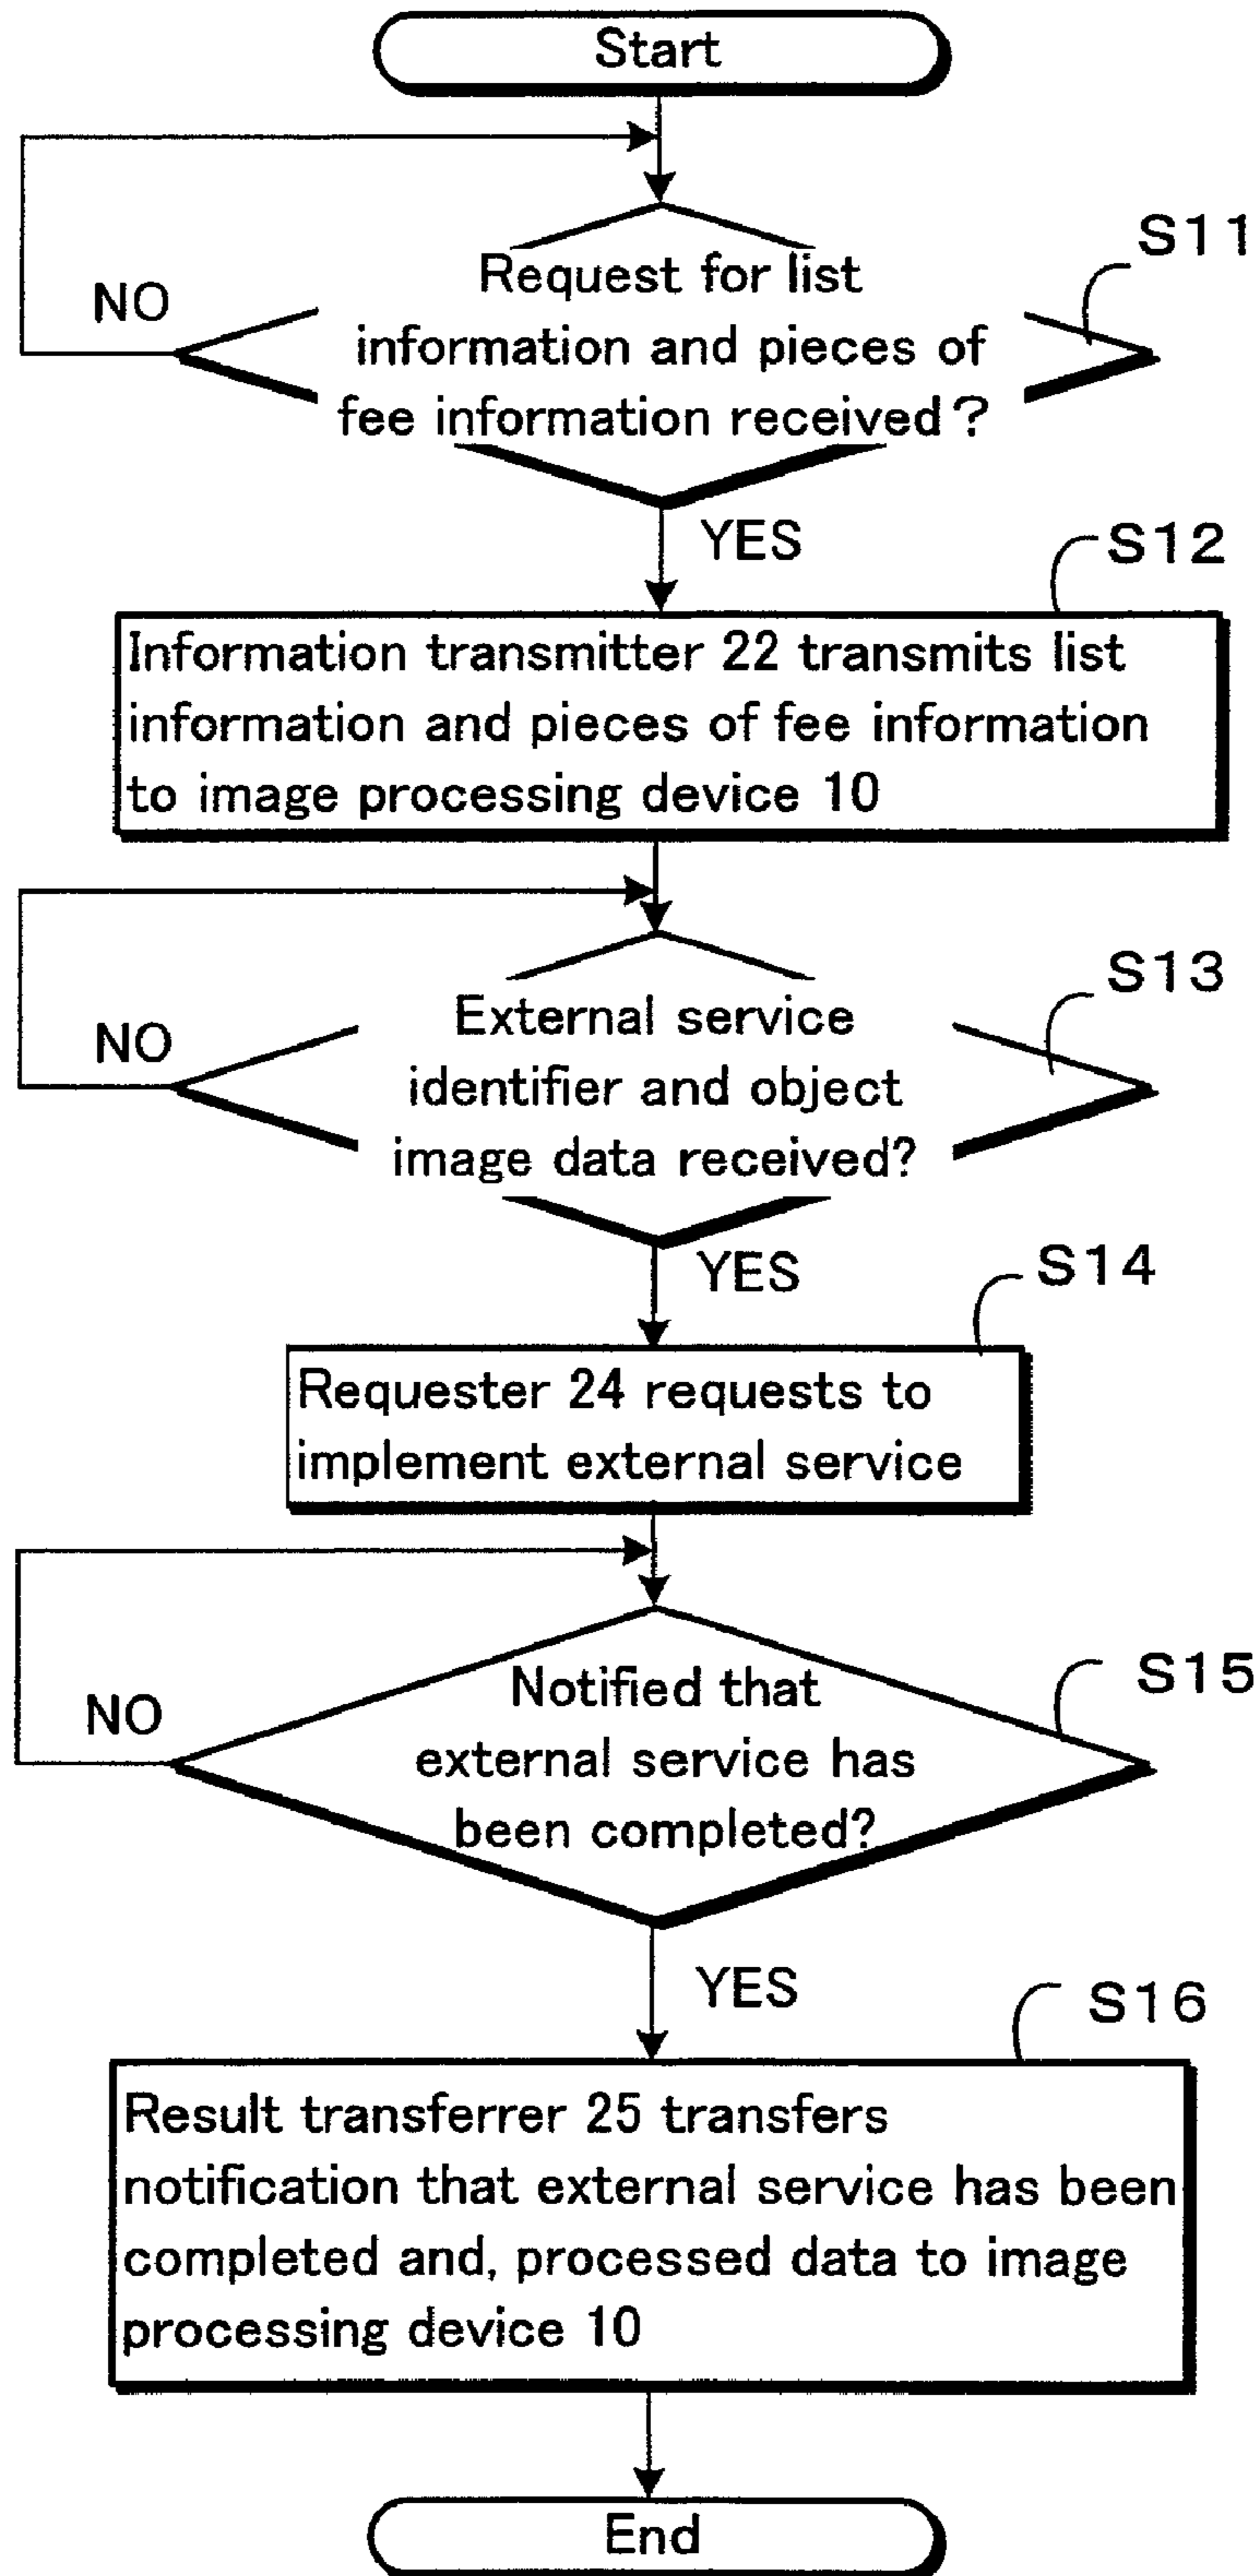 Start
S11
Request for list
NO
information and pieces of
fee information received?
YES
S12
Information transmitter 22 transmits list
information and pieces of fee information
to image processing device 10
S13
External service
NO
identifier and object
image data received?
YES
S14
Requester 24 requests to
implement external service
S15
Notified that
NO
external service has
been completed?
YES
S16
Result transferrer 25 transfers
notification that external service has been
completed and, processed data to image
processing device 10
End